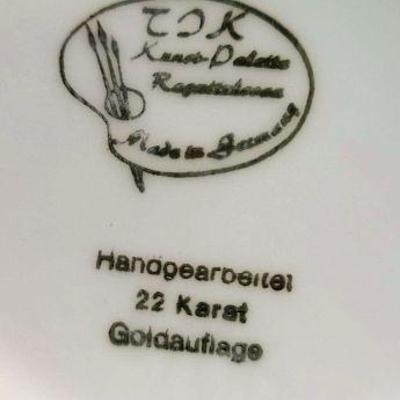 TJK
Kunst-Palette
Made in Germany
Handgearbeitet
22 Karat
Goldauflage